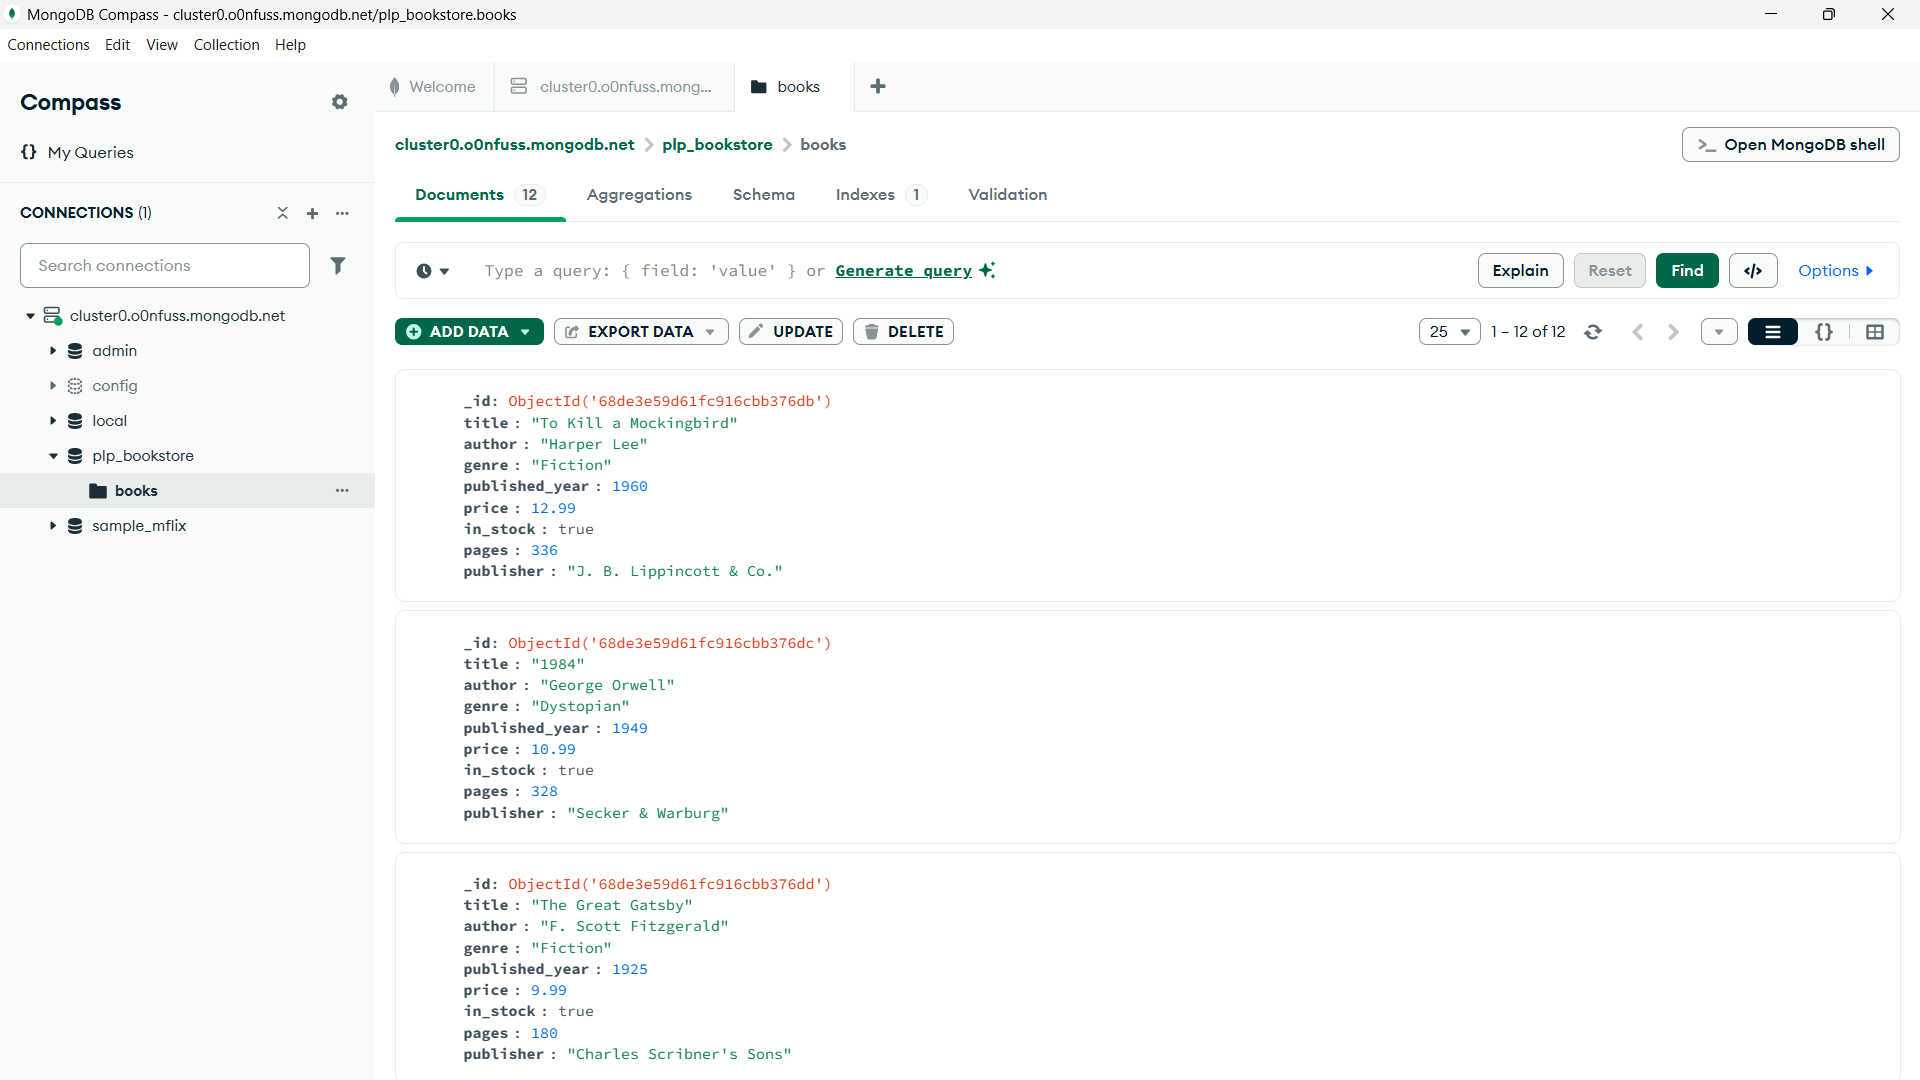 MongoDB Compass - cluster0.o0nfuss.mongodb.net/plp_bookstore.books
Connections Edit View Collection Help
Compass
{} My Queries
CONNECTIONS (1)
Search connections
cluster0.o0nfuss.mongodb.net
admin
config
local
plp_bookstore
books
sample_mflix
Welcome
cluster0.o0nfuss.mong...
books
cluster0.o0nfuss.mongodb.net > plp_bookstore > books
>_ Open MongoDB shell
Documents 12 Aggregations Schema Indexes 1 Validation
Type a query: { field: 'value' } or Generate query
Explain Reset Find </> Options
ADD DATA EXPORT DATA UPDATE DELETE
25 1 – 12 of 12 {}
_id: ObjectId('68de3e59d61fc916cbb376db')
title : "To Kill a Mockingbird"
author : "Harper Lee"
genre : "Fiction"
published_year : 1960
price : 12.99
in_stock : true
pages : 336
publisher : "J. B. Lippincott & Co."
_id: ObjectId('68de3e59d61fc916cbb376dc')
title : "1984"
author : "George Orwell"
genre : "Dystopian"
published_year : 1949
price : 10.99
in_stock : true
pages : 328
publisher : "Secker & Warburg"
_id: ObjectId('68de3e59d61fc916cbb376dd')
title : "The Great Gatsby"
author : "F. Scott Fitzgerald"
genre : "Fiction"
published_year : 1925
price : 9.99
in_stock : true
pages : 180
publisher : "Charles Scribner's Sons"